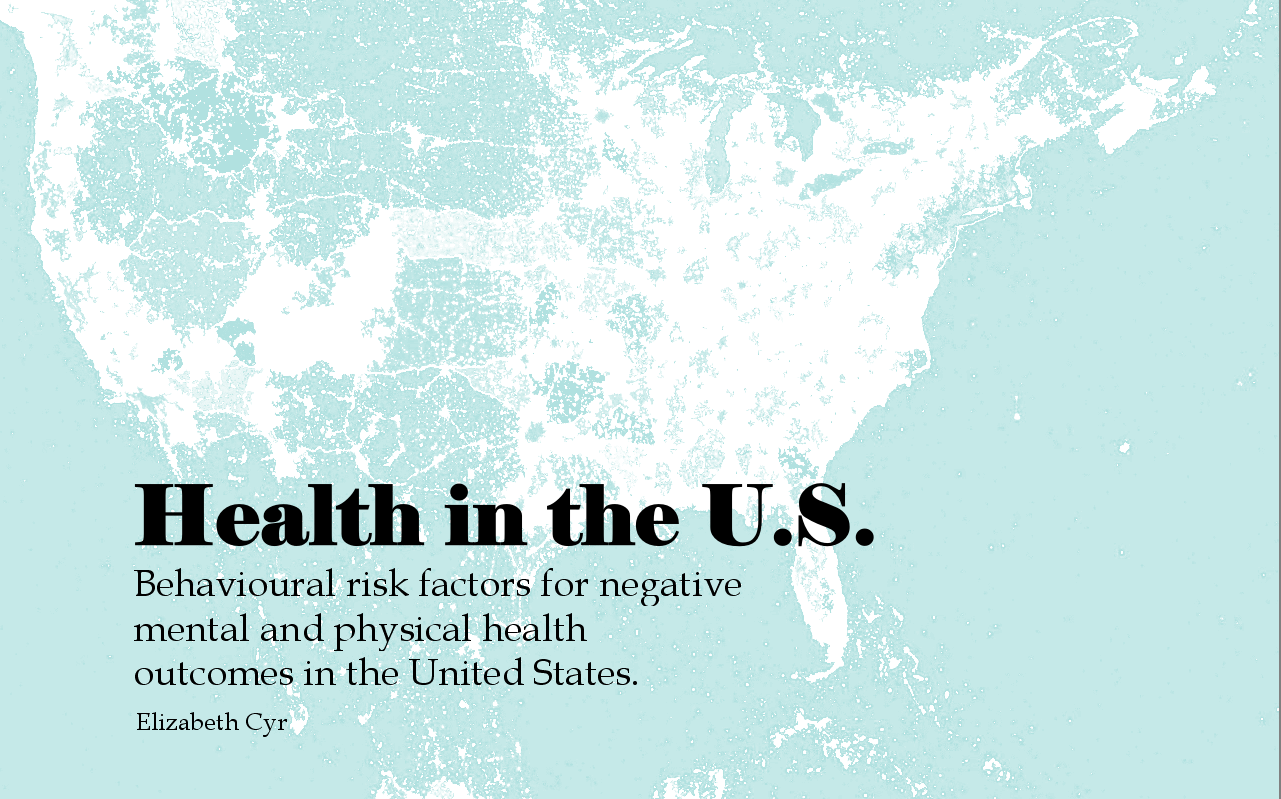 Health in the U.S.
Behavioural risk factors for negative
mental and physical health
outcomes in the United States.
Elizabeth Cyr